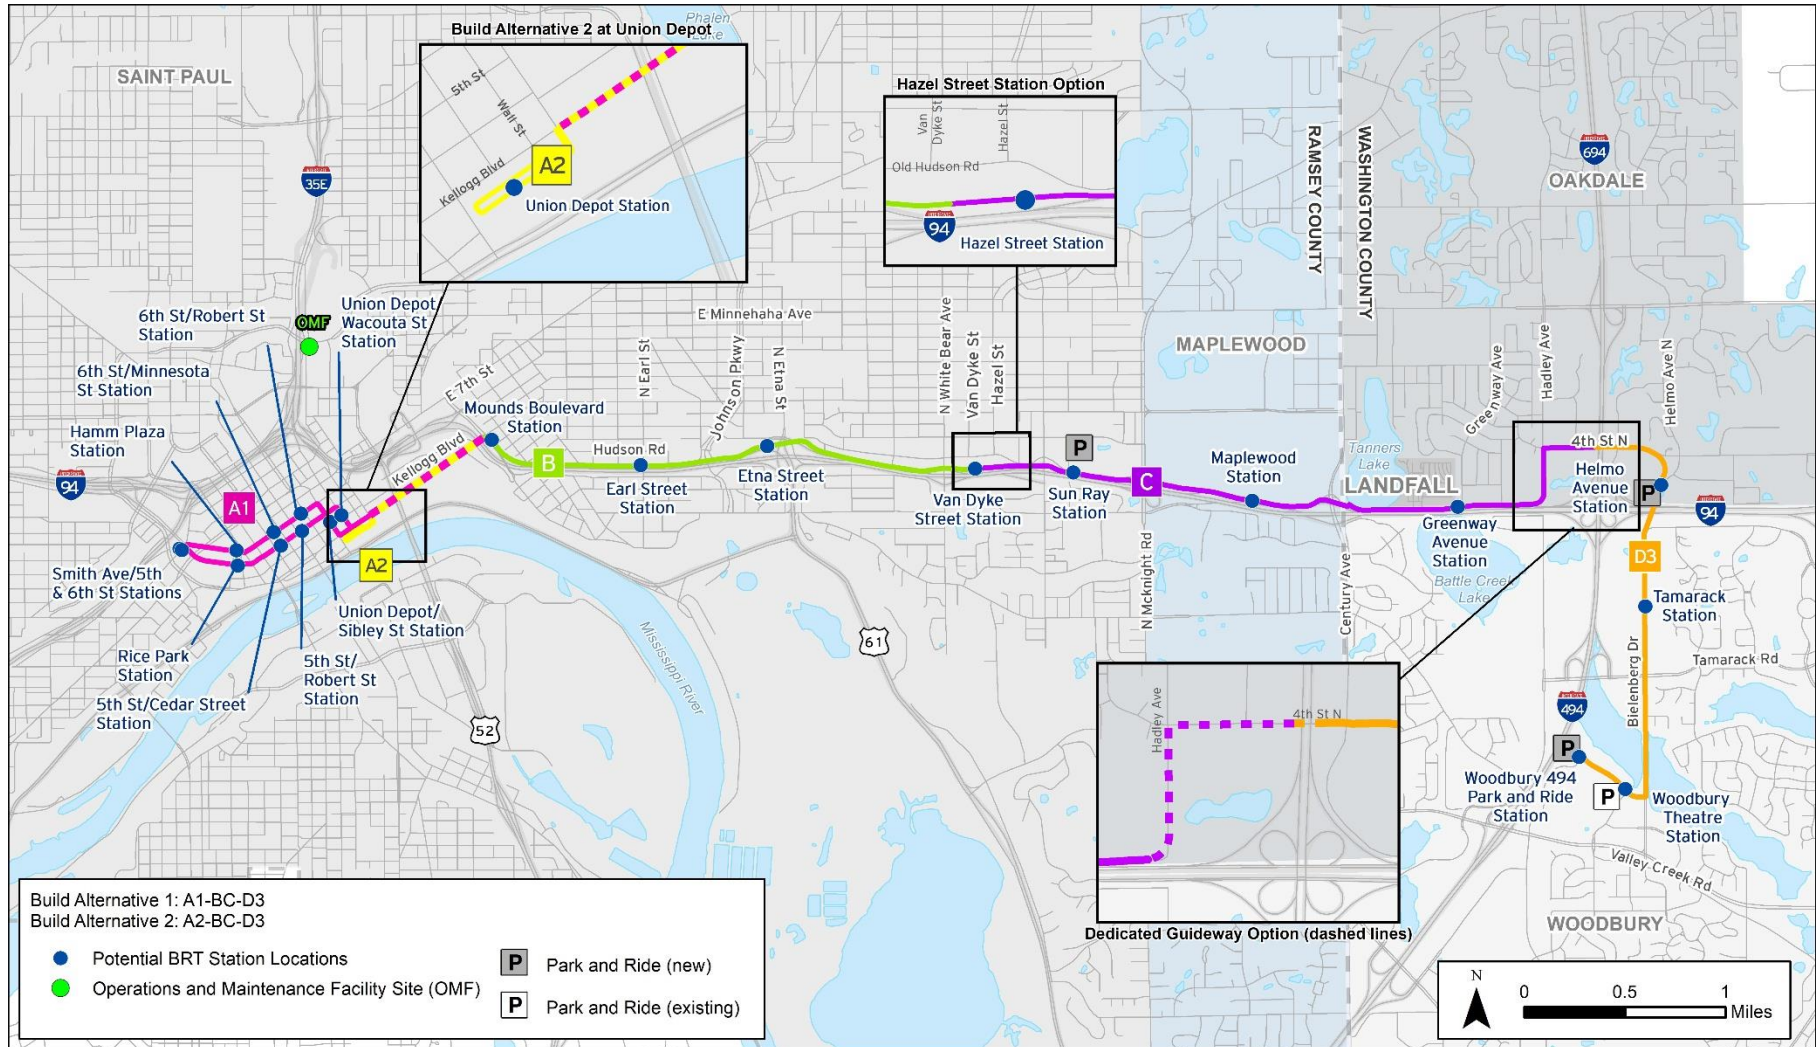 Phalen
Lake
Build Alternative 2 at Union Depot
SAINT PAUL
5th St
Wall St
Kellogg Blvd
A2
Union Depot Station
Hazel Street Station Option
Van
Dyke St
Hazel St
Old Hudson Rd
94
Hazel Street Station
RAMSEY COUNTY
WASHINGTON COUNTY
694
OAKDALE
35E
6th St/Robert St
Station
OMF
Union Depot/
Wacouta St
Station
6th St/Minnesota
St Station
Hamm Plaza
Station
94
A1
Smith Ave/5th
& 6th St Stations
Rice Park
Station
5th St/Cedar Street
Station
5th St/
Robert St
Station
Union Depot/
Sibley St Station
A2
Kellogg Blvd
E 7th St
Mounds Boulevard
Station
B
Hudson Rd
E Minnehaha Ave
N Earl St
Johnson Pkwy
N Etna St
Earl Street
Station
Etna Street
Station
N White Bear Ave
Van Dyke St
Hazel St
Van Dyke
Street Station
P
Sun Ray
Station
C
MAPLEWOOD
Maplewood
Station
N Mcknight Rd
Century Ave
Tanners
Lake
LANDFALL
Greenway Ave
Hadley Ave
Helmo Ave N
4th St N
Helmo
Avenue
Station
P
94
Greenway
Avenue
Station
Battle Creek
Lake
D3
Tamarack
Station
Tamarack Rd
Bielenberg Dr
494
P
Woodbury 494
Park and Ride
Station
P
Woodbury
Theatre
Station
Valley Creek Rd
WOODBURY
Mississippi River
61
52
Hadley Ave
4th St N
Dedicated Guideway Option (dashed lines)
Build Alternative 1: A1-BC-D3
Build Alternative 2: A2-BC-D3
Potential BRT Station Locations
Operations and Maintenance Facility Site (OMF)
P Park and Ride (new)
P Park and Ride (existing)
N
0 0.5 1
Miles